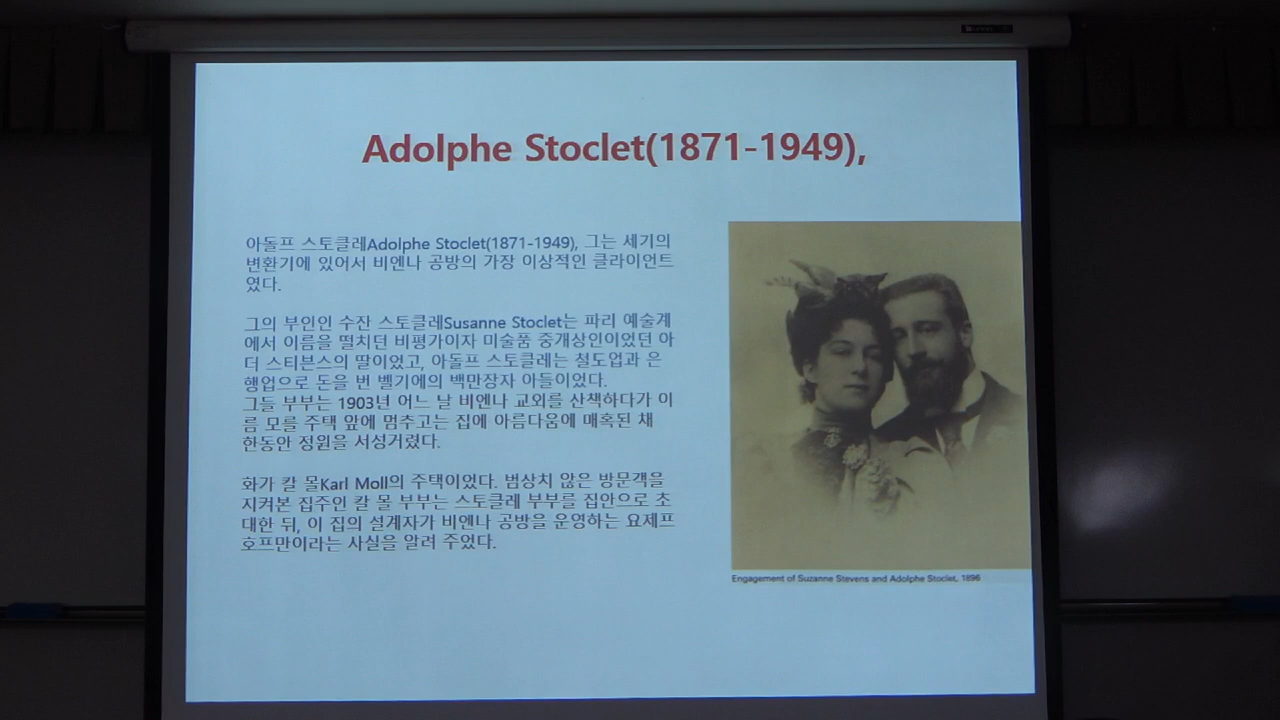 Adolphe Stoclet(1871-1949),
아돌프 스토클레Adolphe Stoclet(1871-1949), 그는 세기의
변환기에 있어서 비엔나 공방의 가장 이상적인 클라이언트
였다.
그의 부인인 수잔 스토클레Susanne Stoclet는 파리 예술계
에서 이름을 떨치던 비평가이자 미술품 중개상인이었던 아
더 스티븐스의 딸이었고, 아돌프 스토클레는 철도업과 은
행업으로 돈을 번 벨기에의 백만장자 아들이었다.
그들 부부는 1903년 어느 날 비엔나 교외를 산책하다가 이
름 모를 주택 앞에 멈추고는 집에 아름다움에 매혹된 채
한동안 정원을 서성거렸다.
화가 칼 몰Karl Moll의 주택이었다. 범상치 않은 방문객을
지켜본 집주인 칼 몰 부부는 스토클레 부부를 집안으로 초
대한 뒤, 이 집의 설계자가 비엔나 공방을 운영하는 요제프
호프만이라는 사실을 알려 주었다.
Engagement of Suzanne Stevens and Adolphe Stoclet, 1896